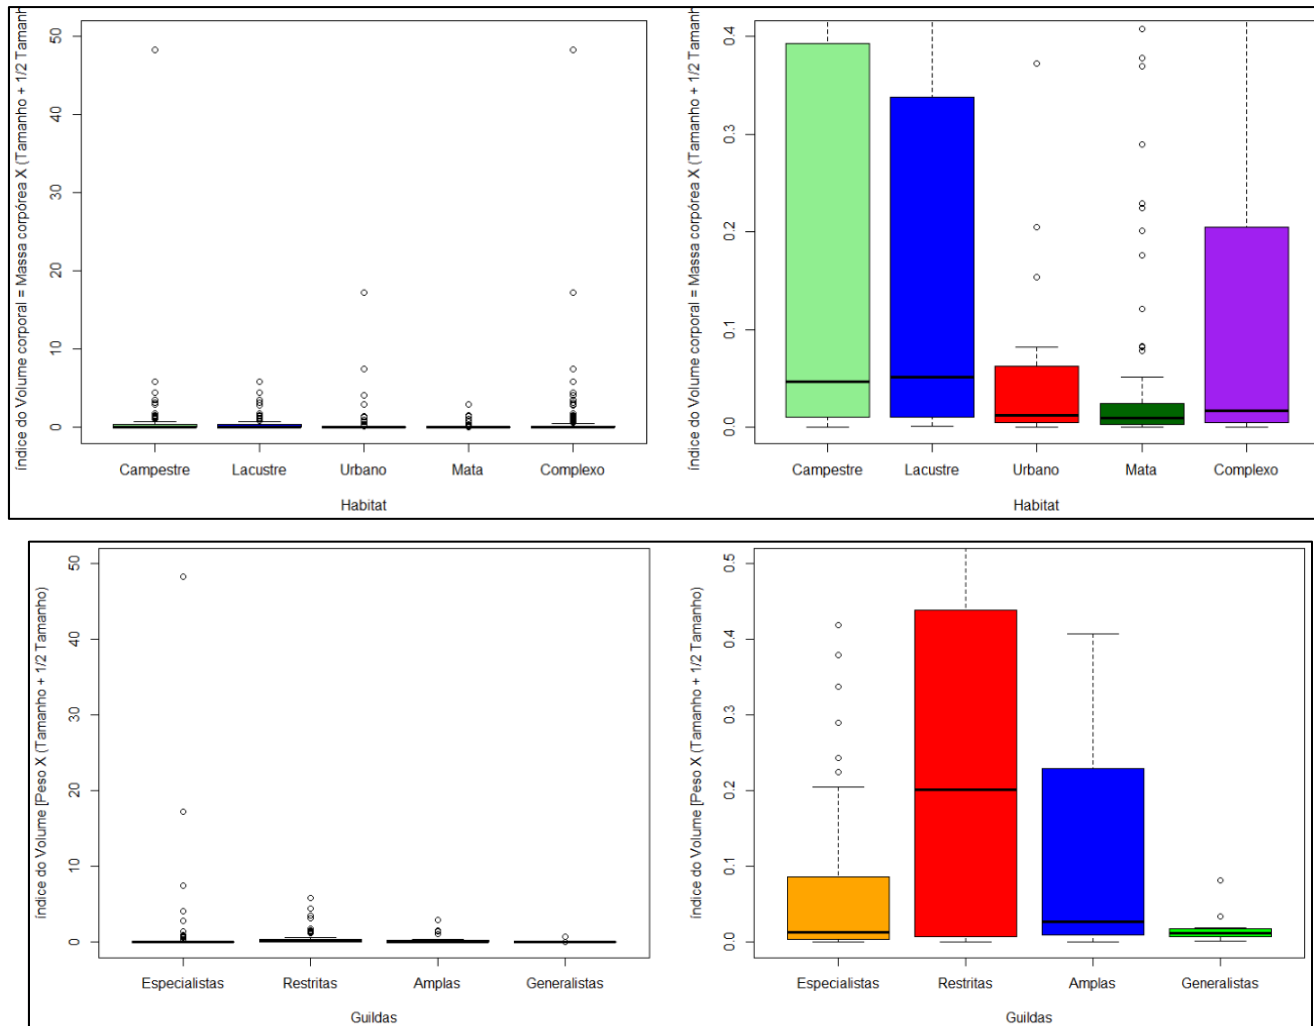 índice do Volume corporal = Massa corpórea X (Tamanho + 1/2 Tamanh
50
40
30
20
10
0
Campestre Lacustre Urbano Mata Complexo
Habitat
índice do Volume corporal = Massa corpórea X (Tamanho + 1/2 Tamanh
0.4
0.3
0.2
0.1
0.0
Campestre Lacustre Urbano Mata Complexo
Habitat
índice do Volume [Peso X (Tamanho + 1/2 Tamanho)
50
40
30
20
10
0
Especialistas Restritas Amplas Generalistas
Guildas
índice do Volume [Peso X (Tamanho + 1/2 Tamanho)
0.5
0.4
0.3
0.2
0.1
0.0
Especialistas Restritas Amplas Generalistas
Guildas